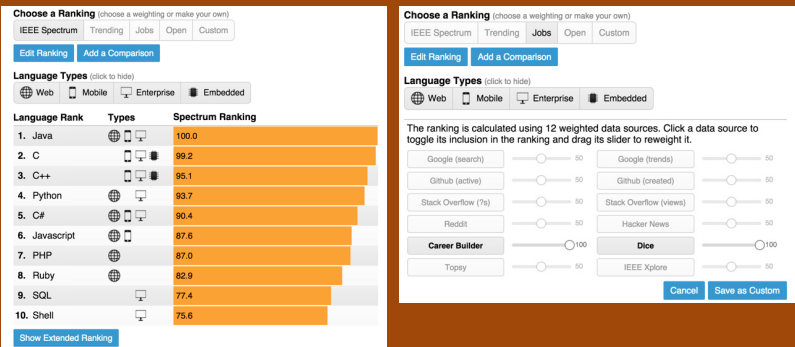 Choose a Ranking (choose a weighting or make your own)
IEEE Spectrum Trending Jobs Open Custom
Edit Ranking Add a Comparison
Language Types (click to hide)
Web Mobile Enterprise Embedded
Language Rank Types Spectrum Ranking
1. Java 100.0
2. C 99.2
3. C++ 95.1
4. Python 93.7
5. C# 90.4
6. Javascript 87.6
7. PHP 87.0
8. Ruby 82.9
9. SQL 77.4
10. Shell 75.6
Show Extended Ranking
Choose a Ranking (choose a weighting or make your own)
IEEE Spectrum Trending Jobs Open Custom
Edit Ranking Add a Comparison
Language Types (click to hide)
Web Mobile Enterprise Embedded
The ranking is calculated using 12 weighted data sources. Click a data source to
toggle its inclusion in the ranking and drag its slider to reweight it.
Google (search) 50 Google (trends) 50
Github (active) 50 Github (created) 50
Stack Overflow (?s) 50 Stack Overflow (views) 50
Reddit 50 Hacker News 50
Career Builder 100 Dice 100
Topsy 50 IEEE Xplore 50
Cancel Save as Custom